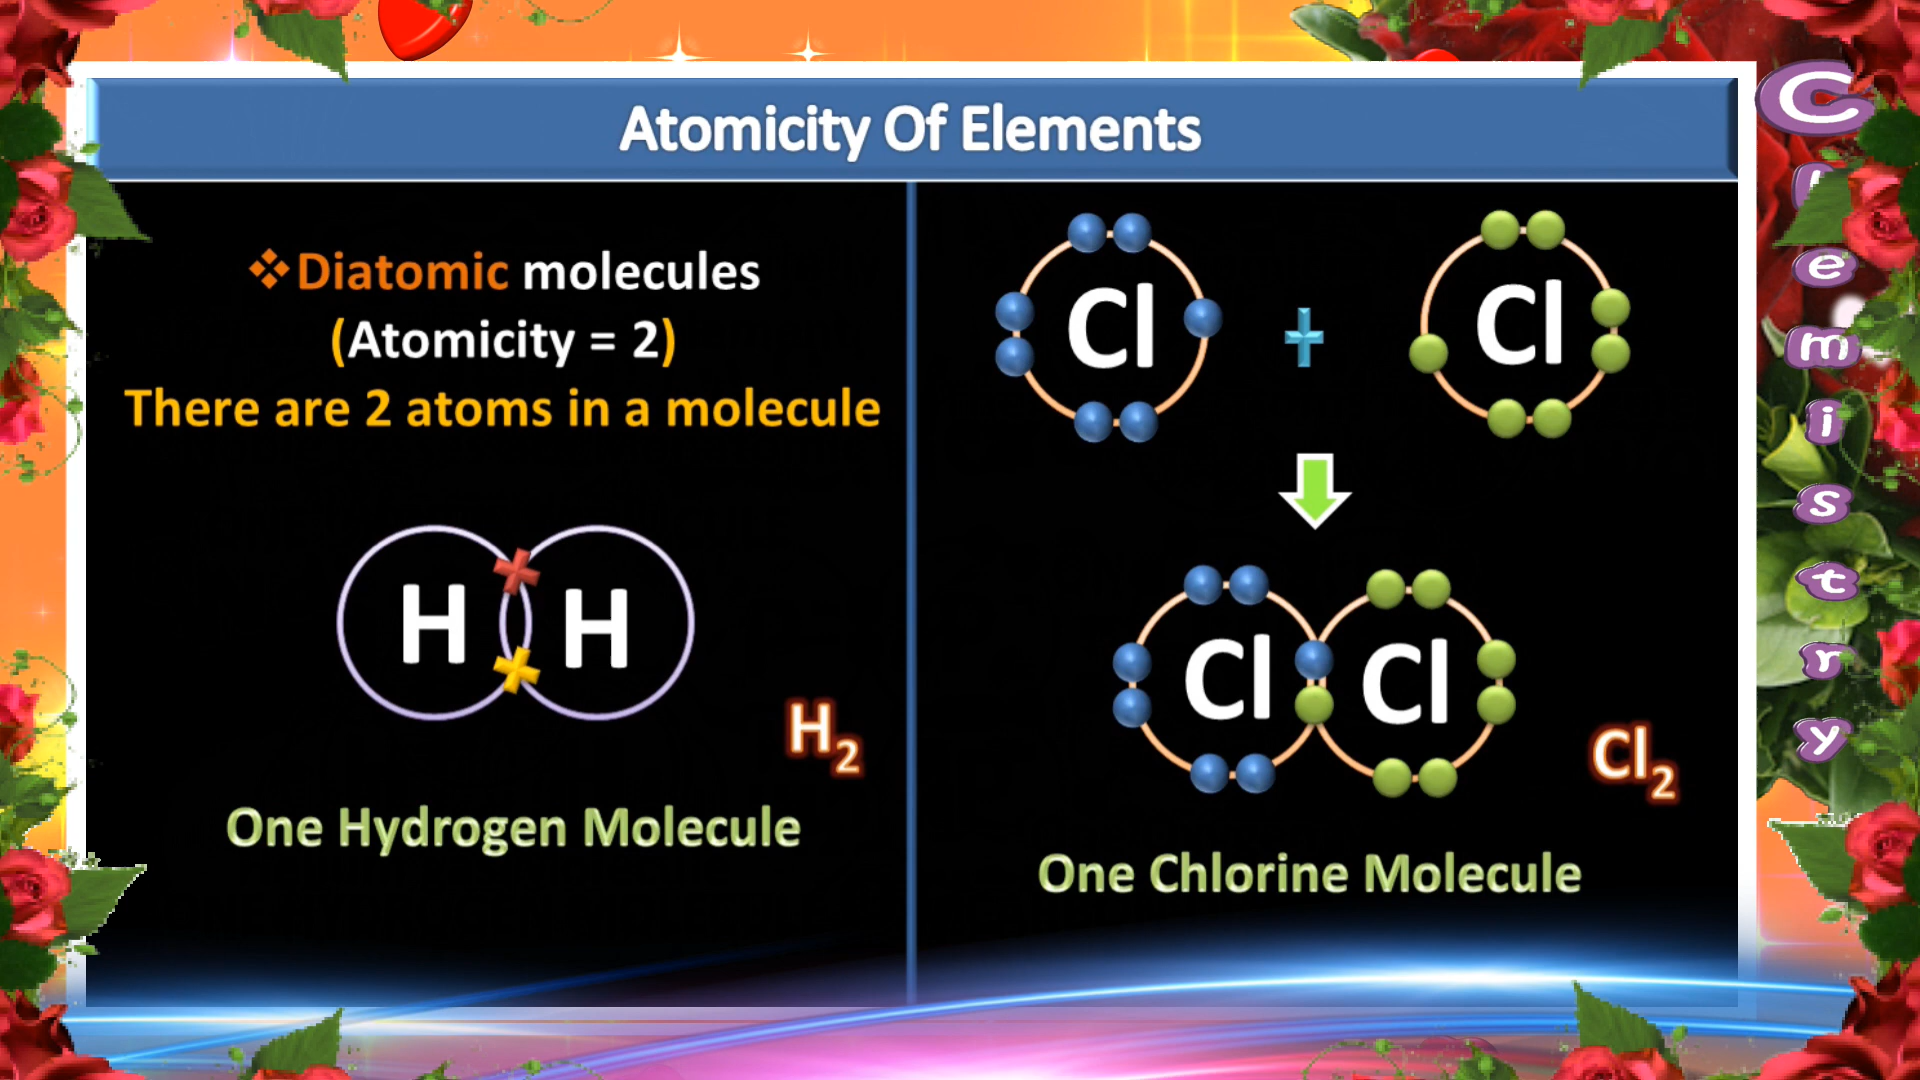 Atomicity Of Elements
❖Diatomic molecules
(Atomicity = 2)
There are 2 atoms in a molecule
H H
H₂
One Hydrogen Molecule
Cl + Cl
Cl Cl
Cl₂
One Chlorine Molecule
Chemistry